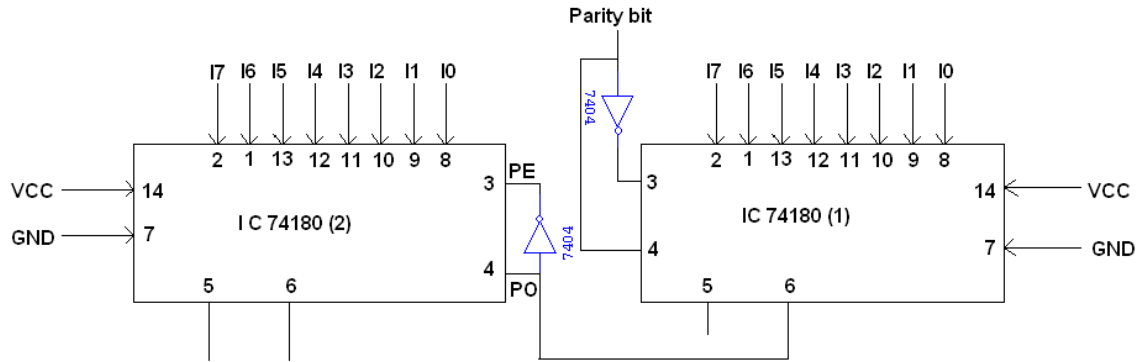 Parity bit
I7 I6 I5 I4 I3 I2 I1 I0
I7 I6 I5 I4 I3 I2 I1 I0
7404
2 1 13 12 11 10 9 8
2 1 13 12 11 10 9 8
PE
VCC
14
3
3
14
VCC
I C 74180 (2)
IC 74180 (1)
GND
7
7404
4
PO
4
7
GND
5 6
5 6